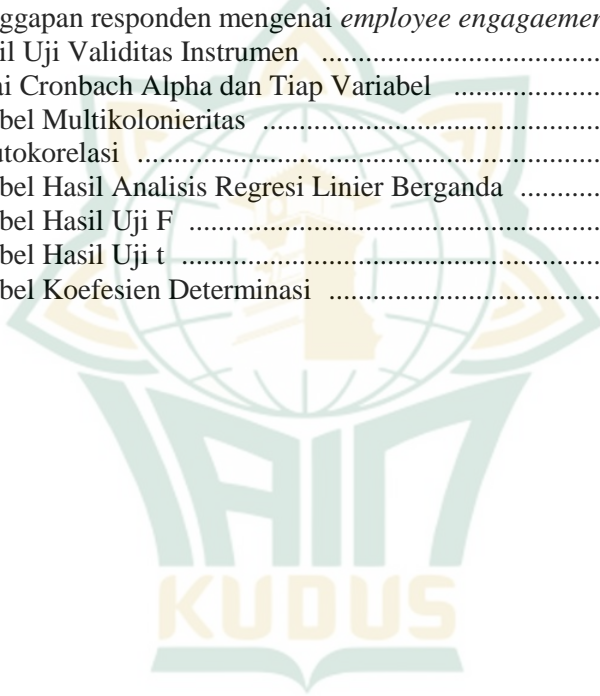 ggapan responden mengenai employee engagaemen
il Uji Validitas Instrumen ..........................................
ai Cronbach Alpha dan Tiap Variabel ......................
bel Multikolonieritas ..................................................
utokorelasi ....................................................................
bel Hasil Analisis Regresi Linier Berganda ............
bel Hasil Uji F .............................................................
bel Hasil Uji t ..............................................................
bel Koefesien Determinasi ........................................
IAIN
KUDUS